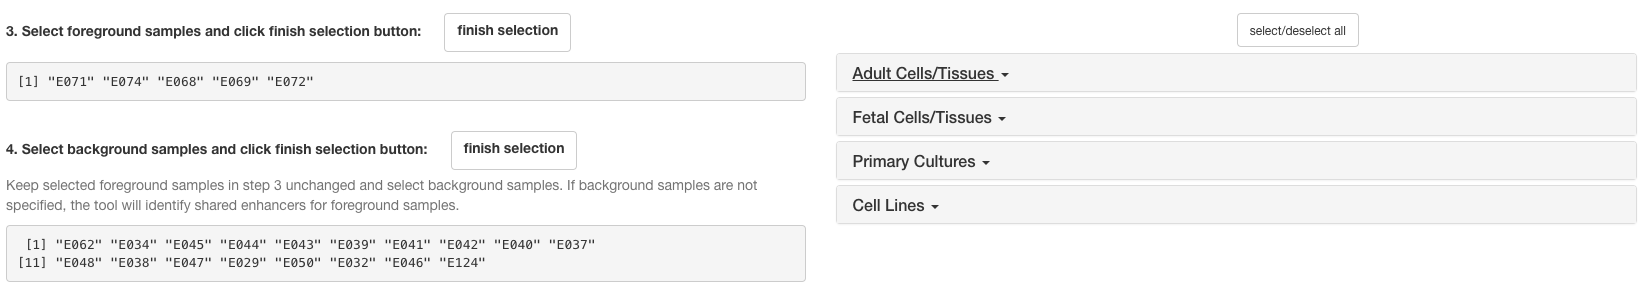 3. Select foreground samples and click finish selection button:
finish selection
[1] "E071" "E074" "E068" "E069" "E072"
4. Select background samples and click finish selection button:
finish selection
Keep selected foreground samples in step 3 unchanged and select background samples. If background samples are not
specified, the tool will identify shared enhancers for foreground samples.
[1] "E062" "E034" "E045" "E044" "E043" "E039" "E041" "E042" "E040" "E037"
[11] "E048" "E038" "E047" "E029" "E050" "E032" "E046" "E124"
select/deselect all
Adult Cells/Tissues
Fetal Cells/Tissues
Primary Cultures
Cell Lines